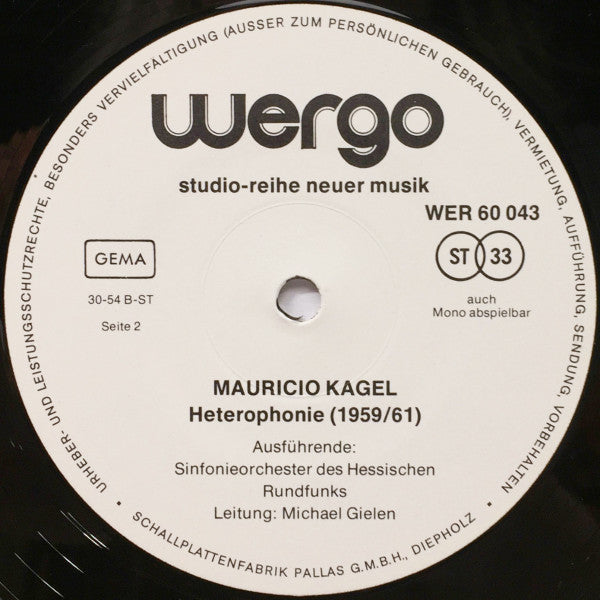 wergo
studio-reihe neuer musik
WER 60 043
GEMA
ST 33
30-54 B-ST
auch
Mono abspielbar
Seite 2
MAURICIO KAGEL
Heterophonie (1959/61)
Ausführende:
Sinfonieorchester des Hessischen
Rundfunks
Leitung: Michael Gielen
URHEBER- UND LEISTUNGSSCHUTZRECHTE, BESONDERS VERVIELFÄLTIGUNG (AUSSER ZUM PERSÖNLICHEN GEBRAUCH), VERMIETUNG, AUFFÜHRUNG, SENDUNG, VORBEHALTEN
· SCHALLPLATTENFABRIK PALLAS G.M.B.H., DIEPHOLZ ·